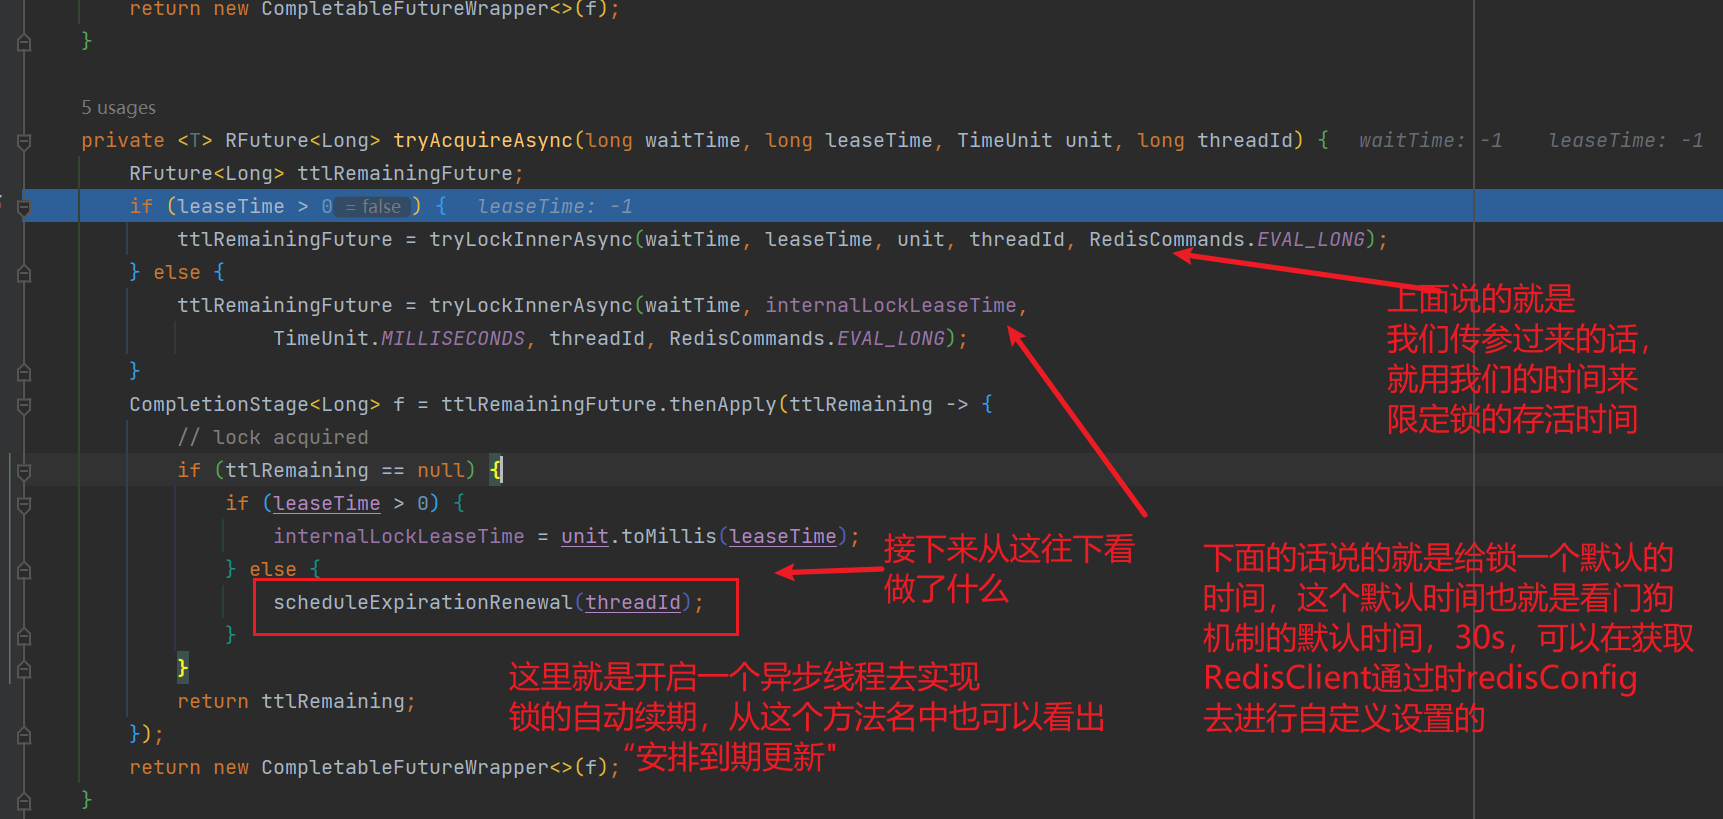 return new CompletableFutureWrapper<>(f);
}
5 usages
private <T> RFuture<Long> tryAcquireAsync(long waitTime, long leaseTime, TimeUnit unit, long threadId) { waitTime: -1 leaseTime: -1
RFuture<Long> ttlRemainingFuture;
if (leaseTime > 0 = false ) { leaseTime: -1
ttlRemainingFuture = tryLockInnerAsync(waitTime, leaseTime, unit, threadId, RedisCommands.EVAL_LONG);
} else {
ttlRemainingFuture = tryLockInnerAsync(waitTime, internalLockLeaseTime,
TimeUnit.MILLISECONDS, threadId, RedisCommands.EVAL_LONG);
}
CompletionStage<Long> f = ttlRemainingFuture.thenApply(ttlRemaining -> {
// lock acquired
if (ttlRemaining == null) {
if (leaseTime > 0) {
internalLockLeaseTime = unit.toMillis(leaseTime);
} else {
scheduleExpirationRenewal(threadId);
}
}
return ttlRemaining;
});
return new CompletableFutureWrapper<>(f);
}
上面说的就是
我们传参过来的话，
就用我们的时间来
限定锁的存活时间
接下来从这往下看
做了什么
下面的话说的就是给锁一个默认的
时间，这个默认时间也就是看门狗
机制的默认时间，30s，可以在获取
RedisClient通过时redisConfig
去进行自定义设置的
这里就是开启一个异步线程去实现
锁的自动续期，从这个方法名中也可以看出
“安排到期更新"